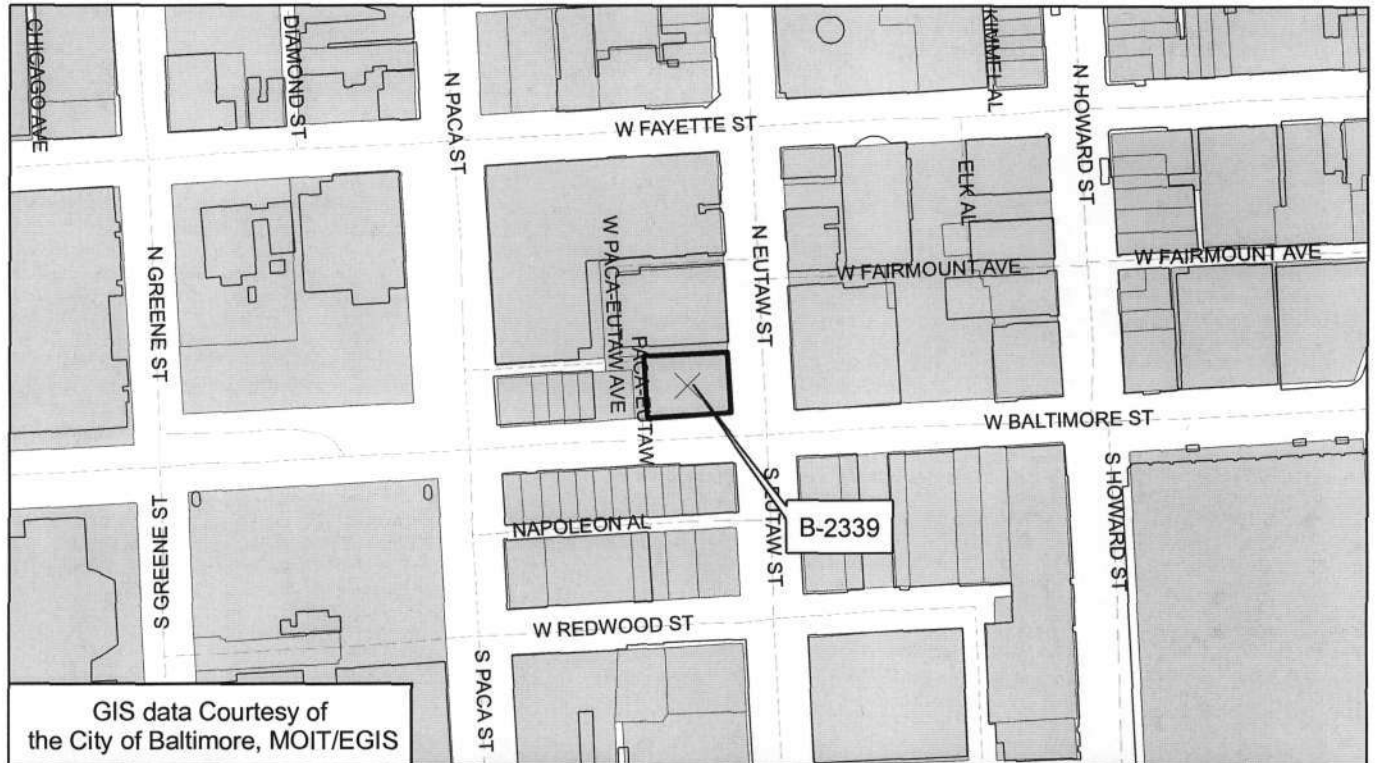 CHICAGO AVE
DIAMOND ST
N PACA ST
KIMMEL AL
N HOWARD ST
W FAYETTE ST
ELK AL
N GREENE ST
W PACA-EUTAW AVE
N EUTAW ST
W FAIRMOUNT AVE
W FAIRMOUNT AVE
PACA-EUTAW
W BALTIMORE ST
S GREENE ST
NAPOLEON AL
S EUTAW ST
B-2339
S HOWARD ST
W REDWOOD ST
S PACA ST
GIS data Courtesy of
the City of Baltimore, MOIT/EGIS